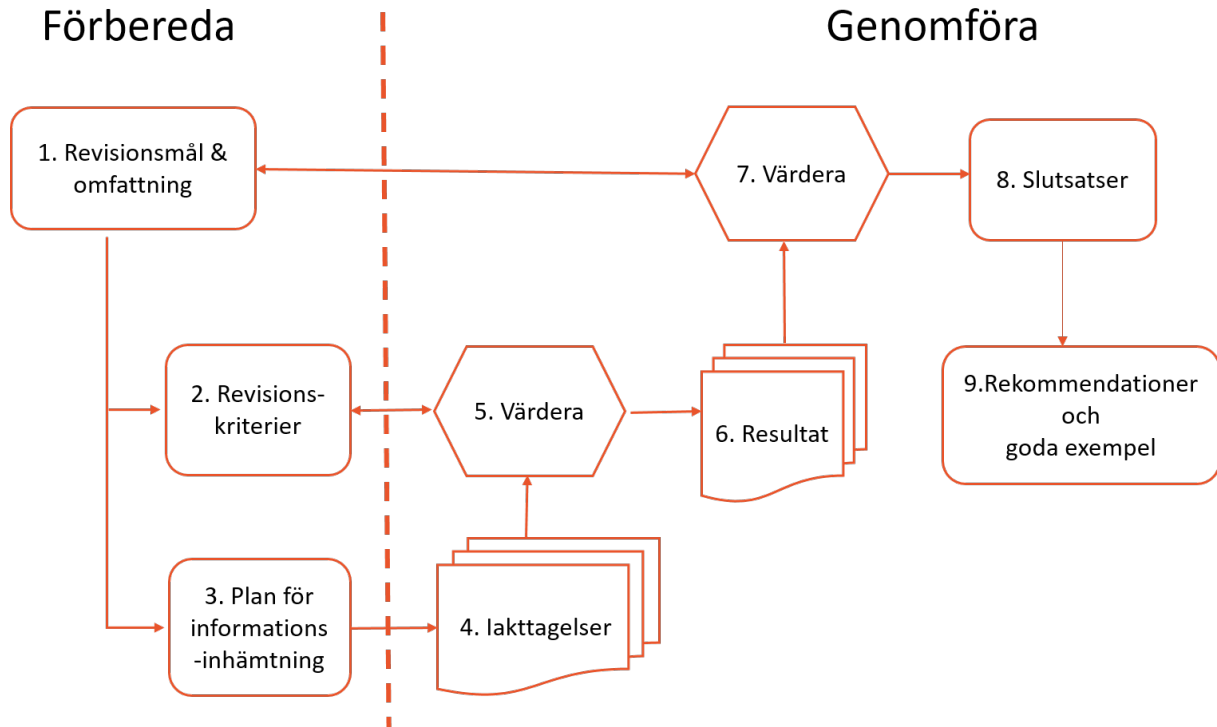 Förbereda
Genomföra
1. Revisionsmål &
omfattning
7. Värdera
8. Slutsatser
2. Revisions-
kriterier
5. Värdera
6. Resultat
9.Rekommendationer
och
goda exempel
3. Plan för
informations
-inhämtning
4. Iakttagelser